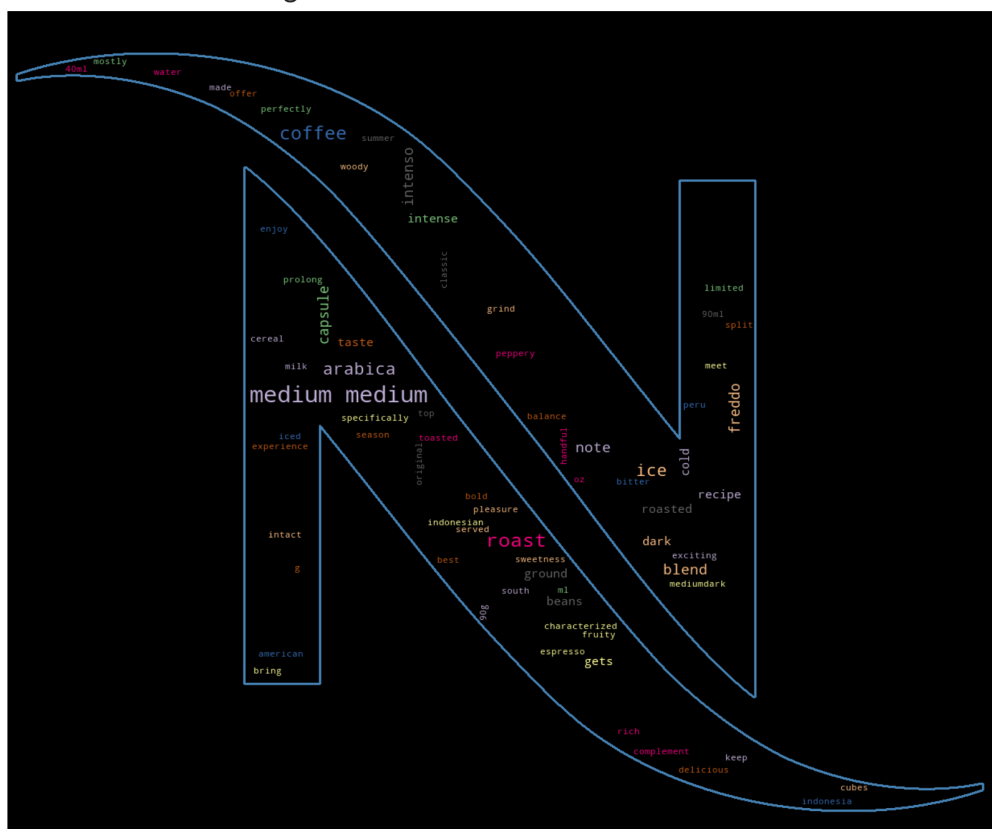 mostly
40ml
water
made
offer
perfectly
coffee
summer
woody
intenso
intense
enjoy
classic
prolong
capsule
limited
grind
90ml
split
cereal
taste
peppery
milk
arabica
meet
medium medium
freddo
peru
specifically
top
balance
iced
season
toasted
handful
note
experience
original
cold
ice
oz
bitter
bold
recipe
pleasure
roasted
indonesian
served
intact
roast
dark
best
sweetness
exciting
g
ground
blend
south
ml
mediumdark
90g
beans
characterized
fruity
american
espresso
gets
bring
rich
complement
keep
delicious
cubes
indonesia